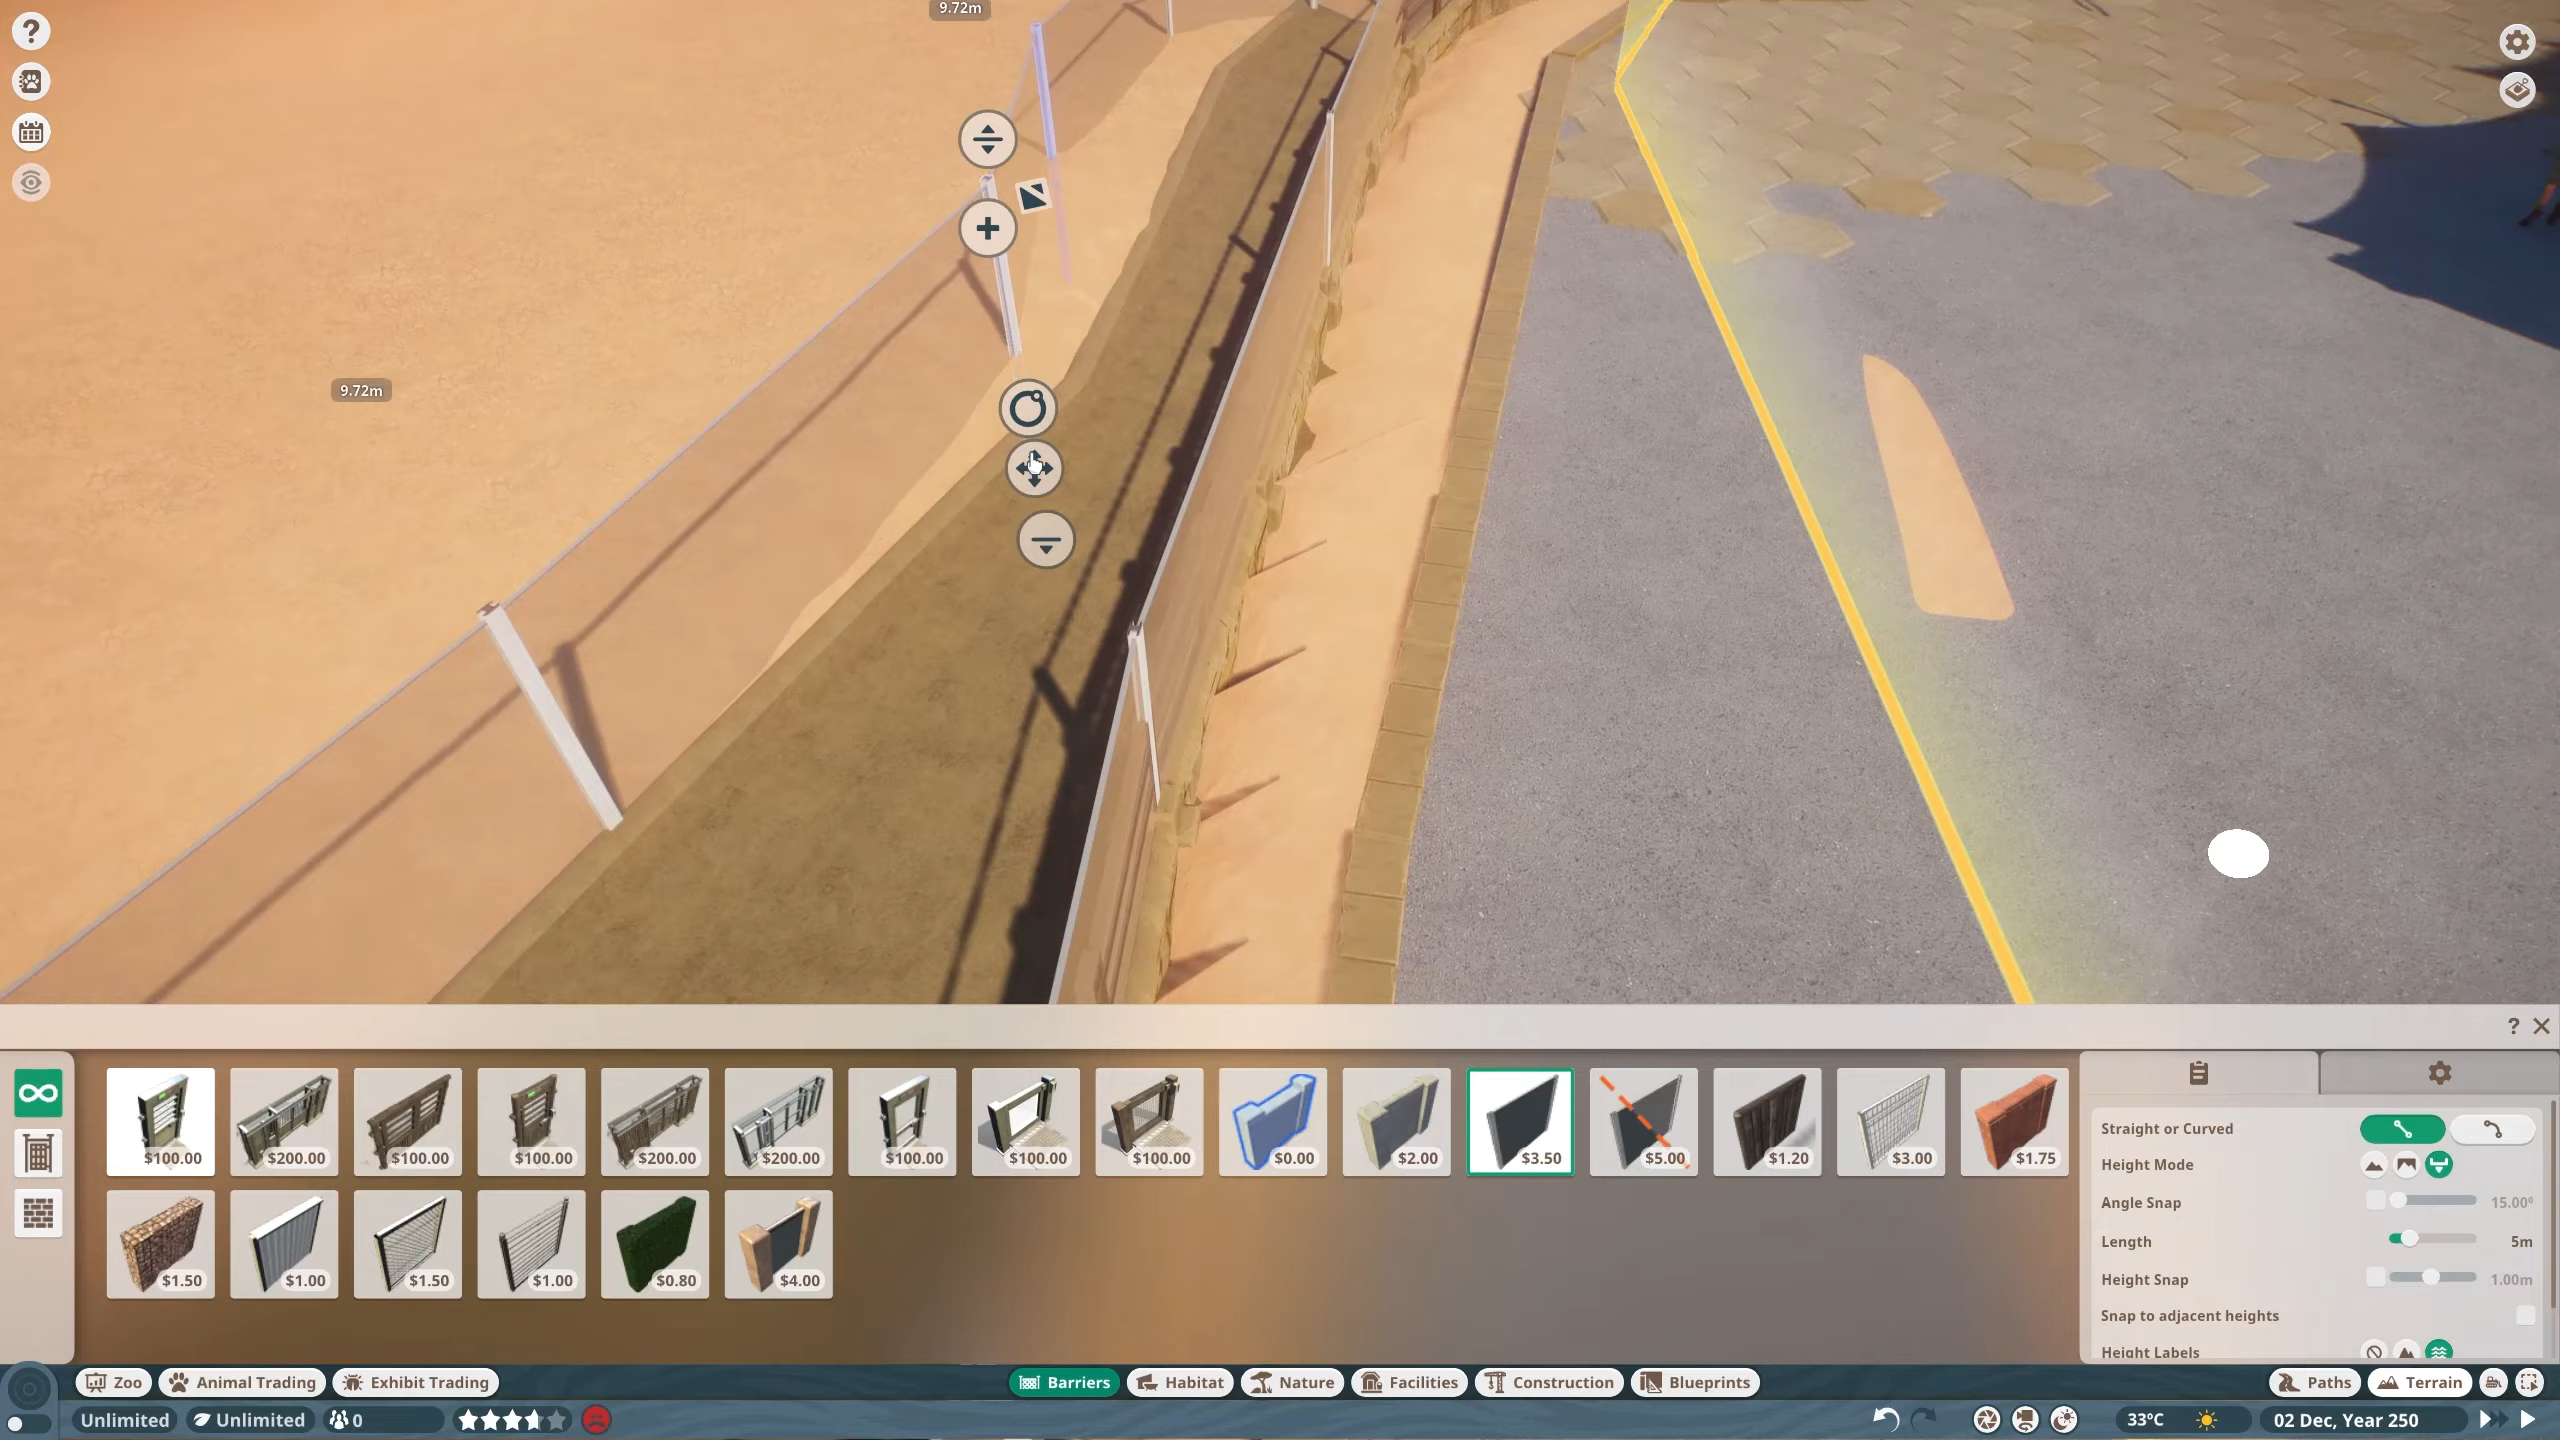 9.72m
9.72m
?
$100.00 $200.00 $100.00 $100.00 $200.00 $200.00 $100.00 $100.00 $100.00 $0.00 $2.00 $3.50 $5.00 $1.20 $3.00 $1.75
$1.50 $1.00 $1.50 $1.00 $0.80 $4.00
Straight or Curved
Height Mode
Angle Snap 15.00°
Length 5m
Height Snap 1.00m
Snap to adjacent heights
Height Labels
Zoo Animal Trading Exhibit Trading Barriers Habitat Nature Facilities Construction Blueprints Paths Terrain
Unlimited Unlimited 0 33°C 02 Dec, Year 250